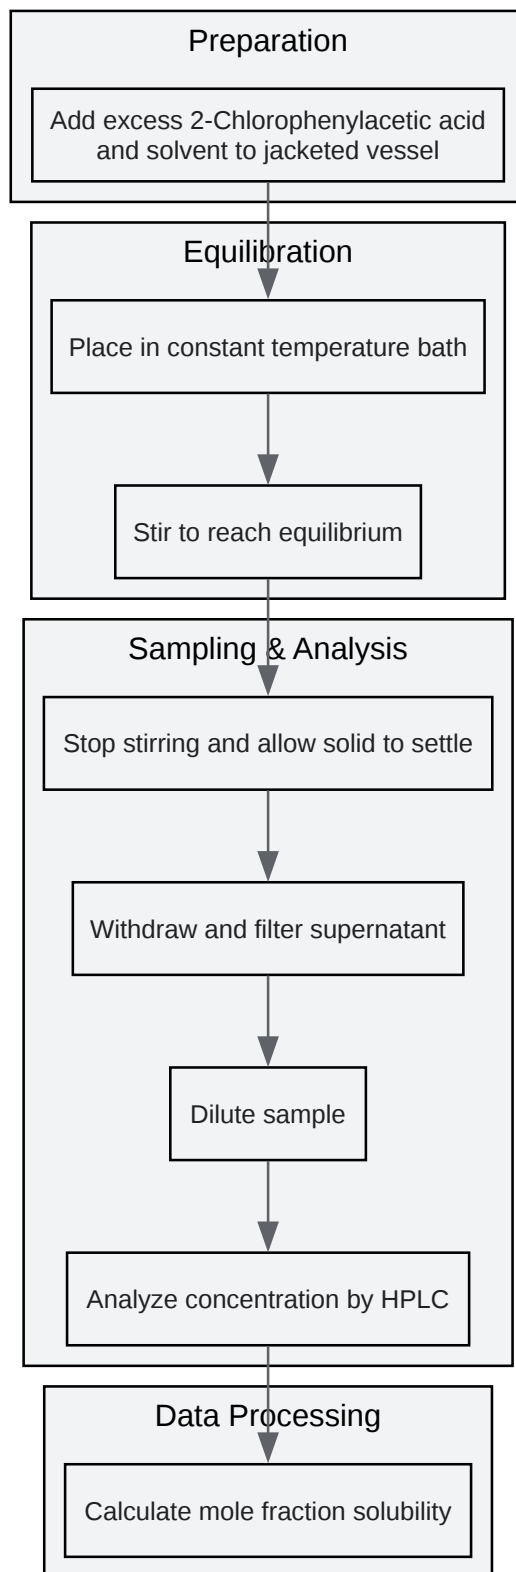 Preparation
Add excess 2-Chlorophenylacetic acid
and solvent to jacketed vessel
Equilibration
Place in constant temperature bath
Stir to reach equilibrium
Sampling & Analysis
Stop stirring and allow solid to settle
Withdraw and filter supernatant
Dilute sample
Analyze concentration by HPLC
Data Processing
Calculate mole fraction solubility